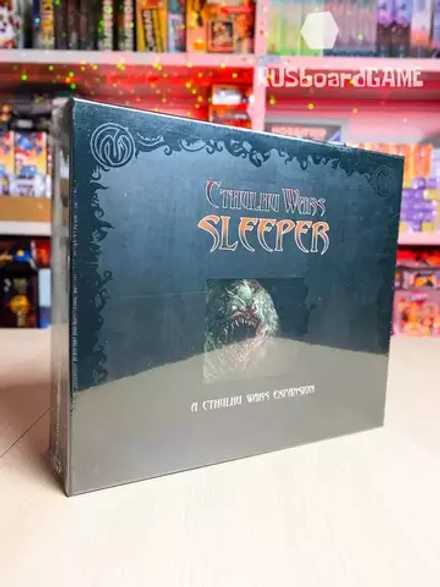 RUSboardGAME
CTHULHU WARS
SLEEPER
A CTHULHU WARS EXPANSION